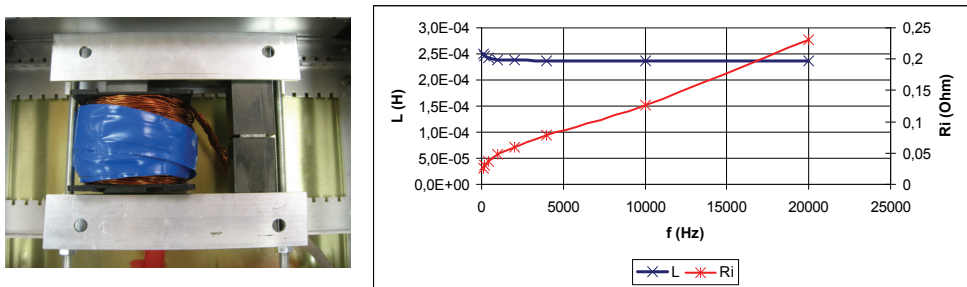 L (H)
3,0E-04
2,5E-04
2,0E-04
1,5E-04
1,0E-04
5,0E-05
0,0E+00
0,25
0,2
0,15
0,1
0,05
0
Ri (Ohm)
0 5000 10000 15000 20000 25000
f (Hz)
L Ri